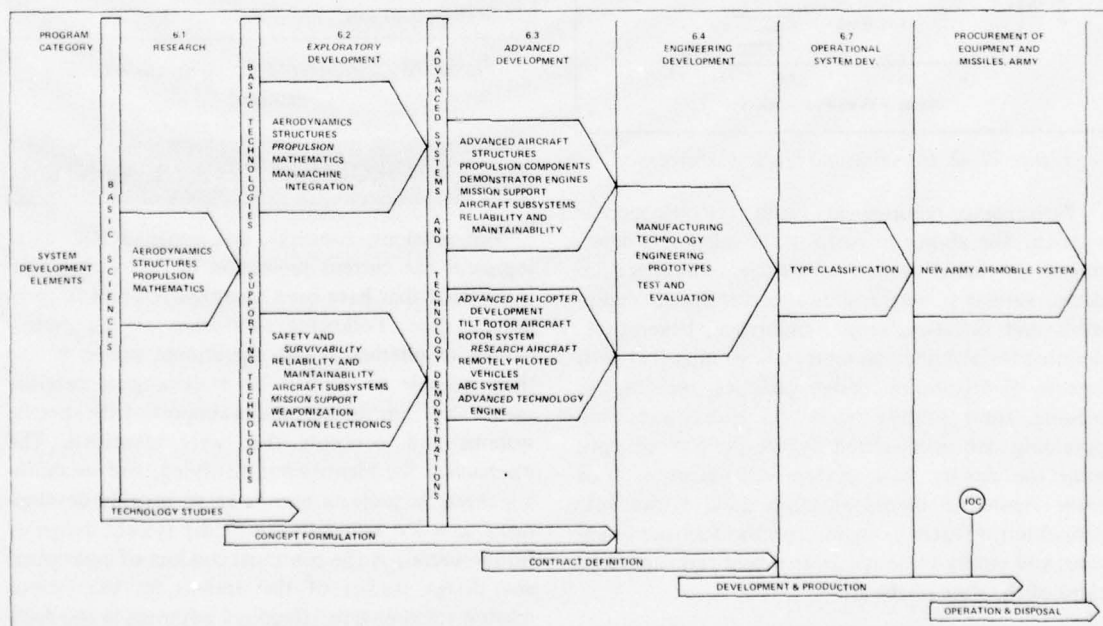 PROGRAM
CATEGORY
6.1
RESEARCH
6.2
EXPLORATORY
DEVELOPMENT
6.3
ADVANCED
DEVELOPMENT
6.4
ENGINEERING
DEVELOPMENT
6.7
OPERATIONAL
SYSTEM DEV.
PROCUREMENT OF
EQUIPMENT AND
MISSILES, ARMY
SYSTEM
DEVELOPMENT
ELEMENTS
BASIC SCIENCES
AERODYNAMICS
STRUCTURES
PROPULSION
MATHEMATICS
BASIC TECHNOLOGIES
SUPPORTING TECHNOLOGIES
AERODYNAMICS
STRUCTURES
PROPULSION
MATHEMATICS
MAN-MACHINE
INTEGRATION
SAFETY AND
SURVIVABILITY
RELIABILITY AND
MAINTAINABILITY
AIRCRAFT SUBSYSTEMS
MISSION SUPPORT
WEAPONIZATION
AVIATION ELECTRONICS
ADVANCED SYSTEMS AND TECHNOLOGY DEMONSTRATIONS
ADVANCED AIRCRAFT
STRUCTURES
PROPULSION COMPONENTS
DEMONSTRATOR ENGINES
MISSION SUPPORT
AIRCRAFT SUBSYSTEMS
RELIABILITY AND
MAINTAINABILITY
ADVANCED HELICOPTER
DEVELOPMENT
TILT ROTOR AIRCRAFT
ROTOR SYSTEM
RESEARCH AIRCRAFT
REMOTELY PILOTED
VEHICLES
ABC SYSTEM
ADVANCED TECHNOLOGY
ENGINE
MANUFACTURING
TECHNOLOGY
ENGINEERING
PROTOTYPES
TEST AND
EVALUATION
TYPE CLASSIFICATION
NEW ARMY AIRMOBILE SYSTEM
TECHNOLOGY STUDIES
CONCEPT FORMULATION
CONTRACT DEFINITION
IOC
DEVELOPMENT & PRODUCTION
OPERATION & DISPOSAL